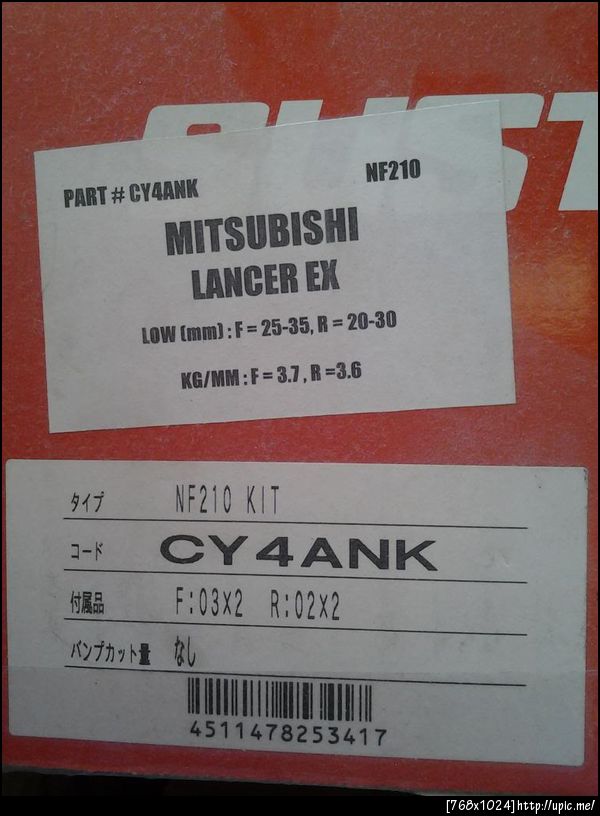 PART # CY4ANK NF210
MITSUBISHI
LANCER EX
LOW (mm) : F = 25-35, R = 20-30
KG/MM : F = 3.7 , R =3.6
タイプ NF210 KIT
コード CY4ANK
付属品 F:03X2 R:02X2
バンプカット量 なし
4511478253417
[768x1024]http://upic.me/